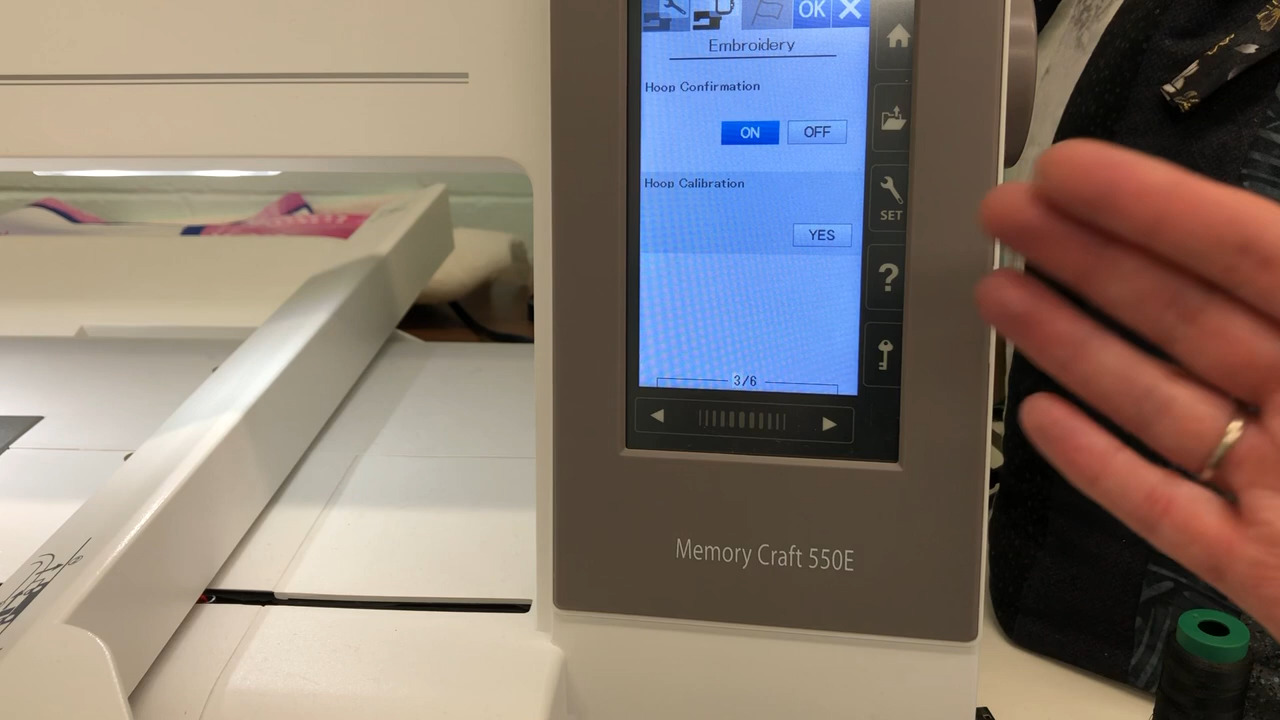 OK
Embroidery
Hoop Confirmation
ON OFF
Hoop Calibration
YES
SET
?
3/6
Memory Craft 550E